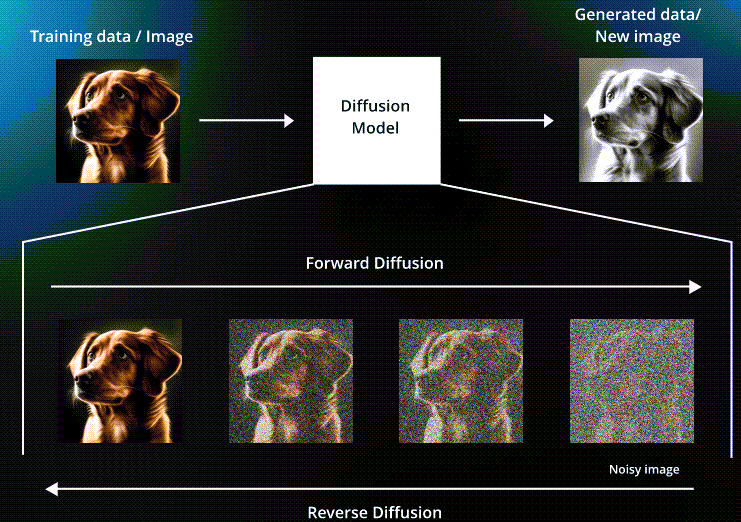 Training data / Image
Generated data/
New image
Diffusion
Model
Forward Diffusion
Noisy image
Reverse Diffusion